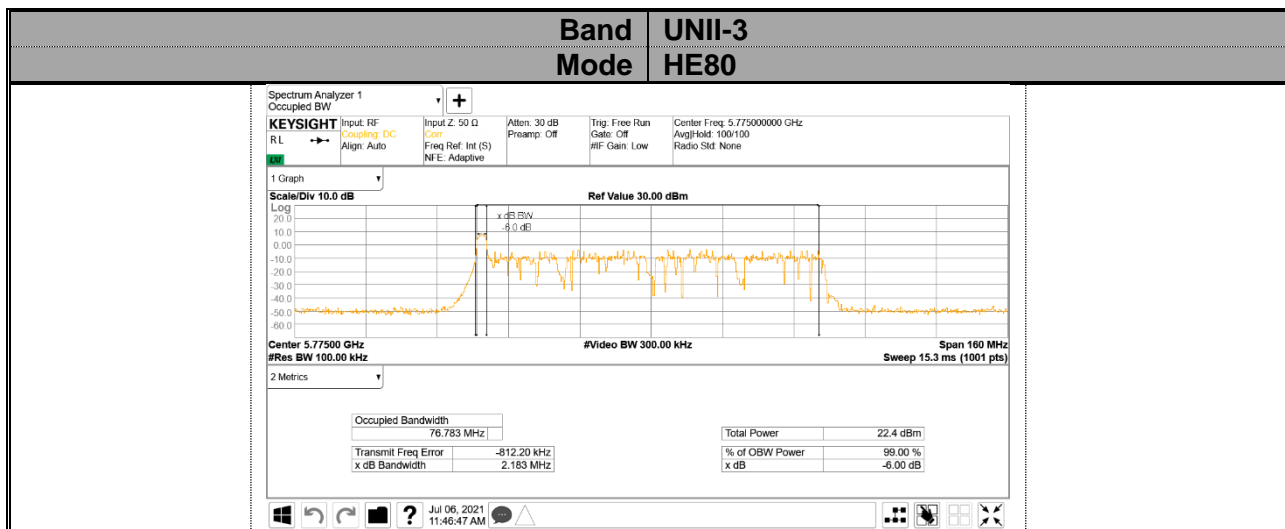 Band UNII-3
Mode HE80
Spectrum Analyzer 1
Occupied BW
+
KEYSIGHT
RL
LXI
Input: RF
Coupling: DC
Align: Auto
Input Z: 50 Ω
Corr
Freq Ref: Int (S)
NFE: Adaptive
Atten: 30 dB
Preamp: Off
Trig: Free Run
Gate: Off
#IF Gain: Low
Center Freq: 5.775000000 GHz
Avg|Hold: 100/100
Radio Std: None
1 Graph
Scale/Div 10.0 dB
Ref Value 30.00 dBm
Log
x dB BW
-6.0 dB
20.0
10.0
0.00
-10.0
-20.0
-30.0
-40.0
-50.0
-60.0
Center 5.77500 GHz
#Video BW 300.00 kHz
Span 160 MHz
#Res BW 100.00 kHz
Sweep 15.3 ms (1001 pts)
2 Metrics
Occupied Bandwidth
76.783 MHz
Total Power 22.4 dBm
Transmit Freq Error -812.20 kHz
% of OBW Power 99.00 %
x dB Bandwidth 2.183 MHz
x dB -6.00 dB
?
Jul 06, 2021
11:46:47 AM